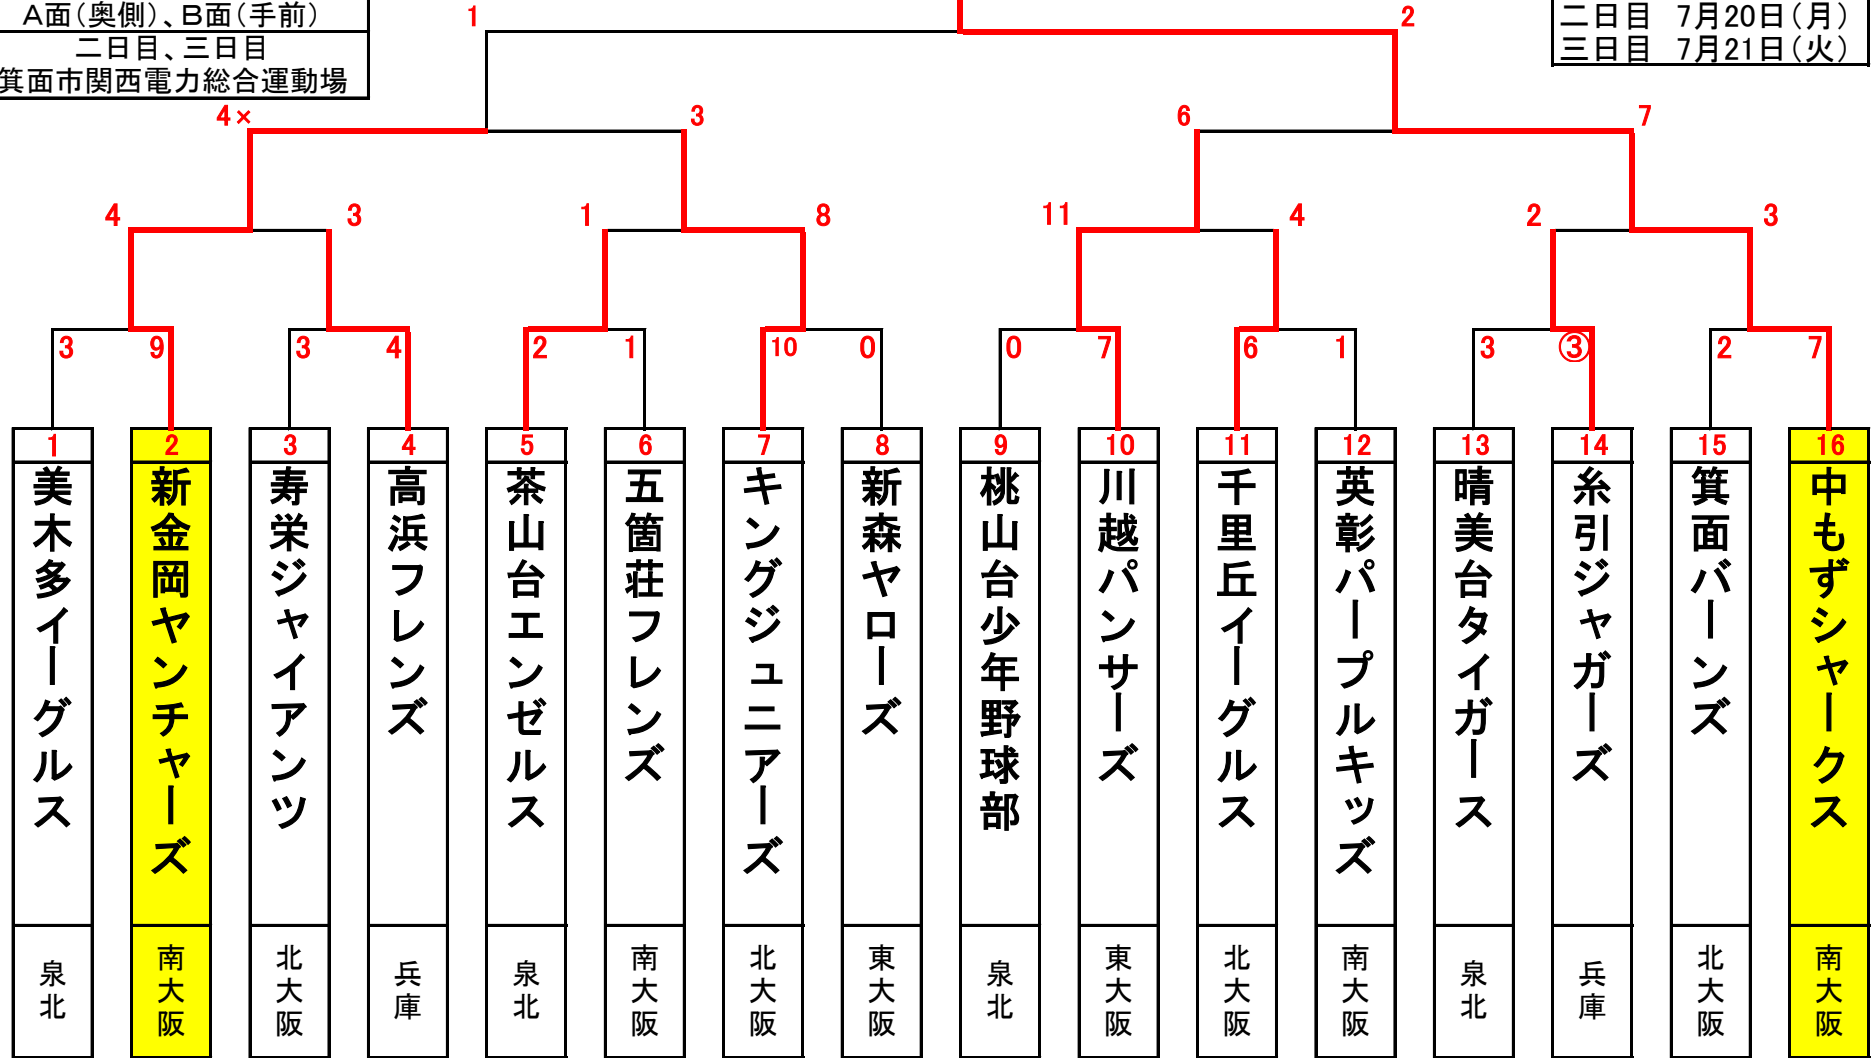 A面(奥側)、B面(手前)
二日目、三日目
箕面市関西電力総合運動場
二日目 7月20日(月)
三日目 7月21日(火)
1 2
4× 3 6 7
4 3 1 8 11 4 2 3
3 9 3 4 2 1 10 0 0 7 6 1 3 ③ 2 7
1 2 3 4 5 6 7 8 9 10 11 12 13 14 15 16
美木多イーグルス
新金岡ヤンチャーズ
寿栄ジャイアンツ
高浜フレンズ
茶山台エンゼルス
五箇荘フレンズ
キングジュニアーズ
新森ヤローズ
桃山台少年野球部
川越パンサーズ
千里丘イーグルス
英彰パープルキッズ
晴美台タイガース
糸引ジャガーズ
箕面バーンズ
中もずシャークス
泉北
南大阪
北大阪
兵庫
泉北
南大阪
北大阪
東大阪
泉北
東大阪
北大阪
南大阪
泉北
兵庫
北大阪
南大阪